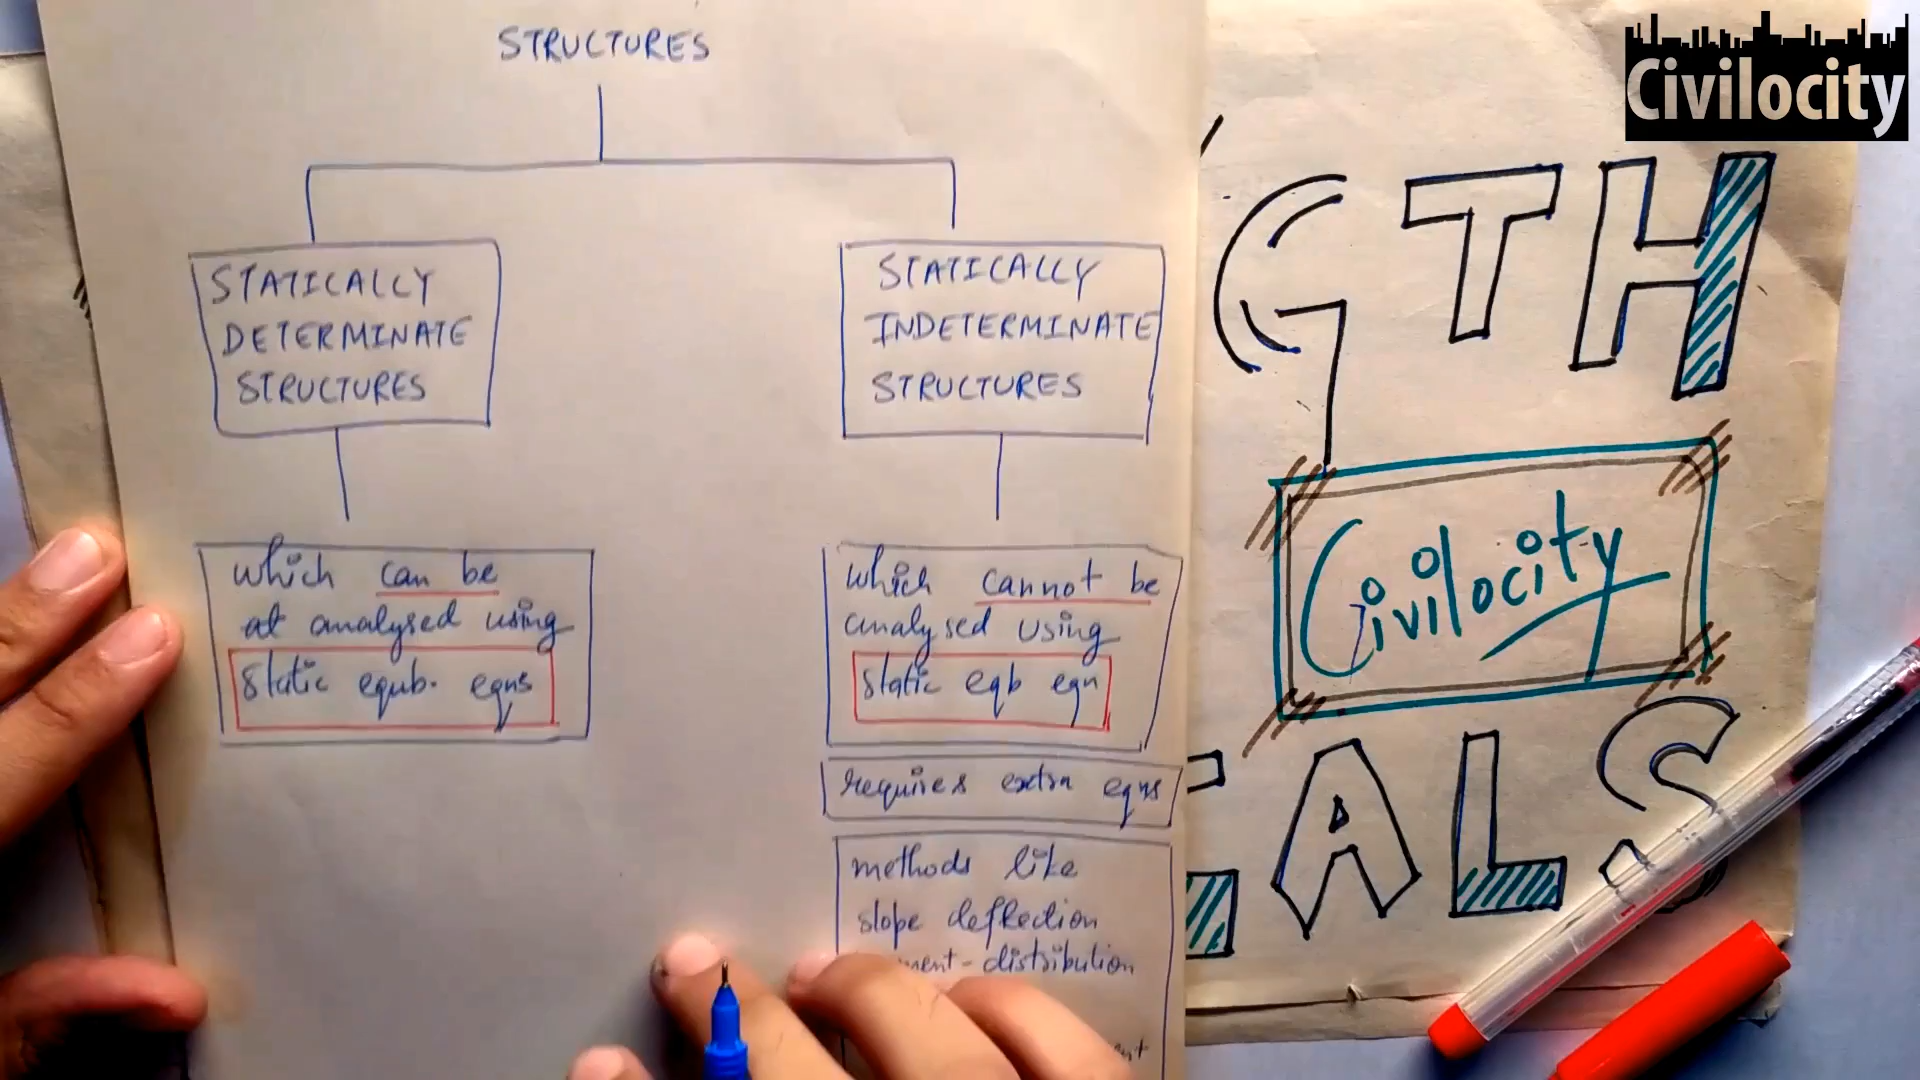 STRUCTURES
STATICALLY
DETERMINATE
STRUCTURES
which can be
at analysed using
static equb. eqns
STATICALLY
INDETERMINATE
STRUCTURES
which cannot be
analysed using
static eqb eqn
requires extra eqns
methods like
slope deflection
ment-distribution
Civilocity
GTH
Civilocity
ALS